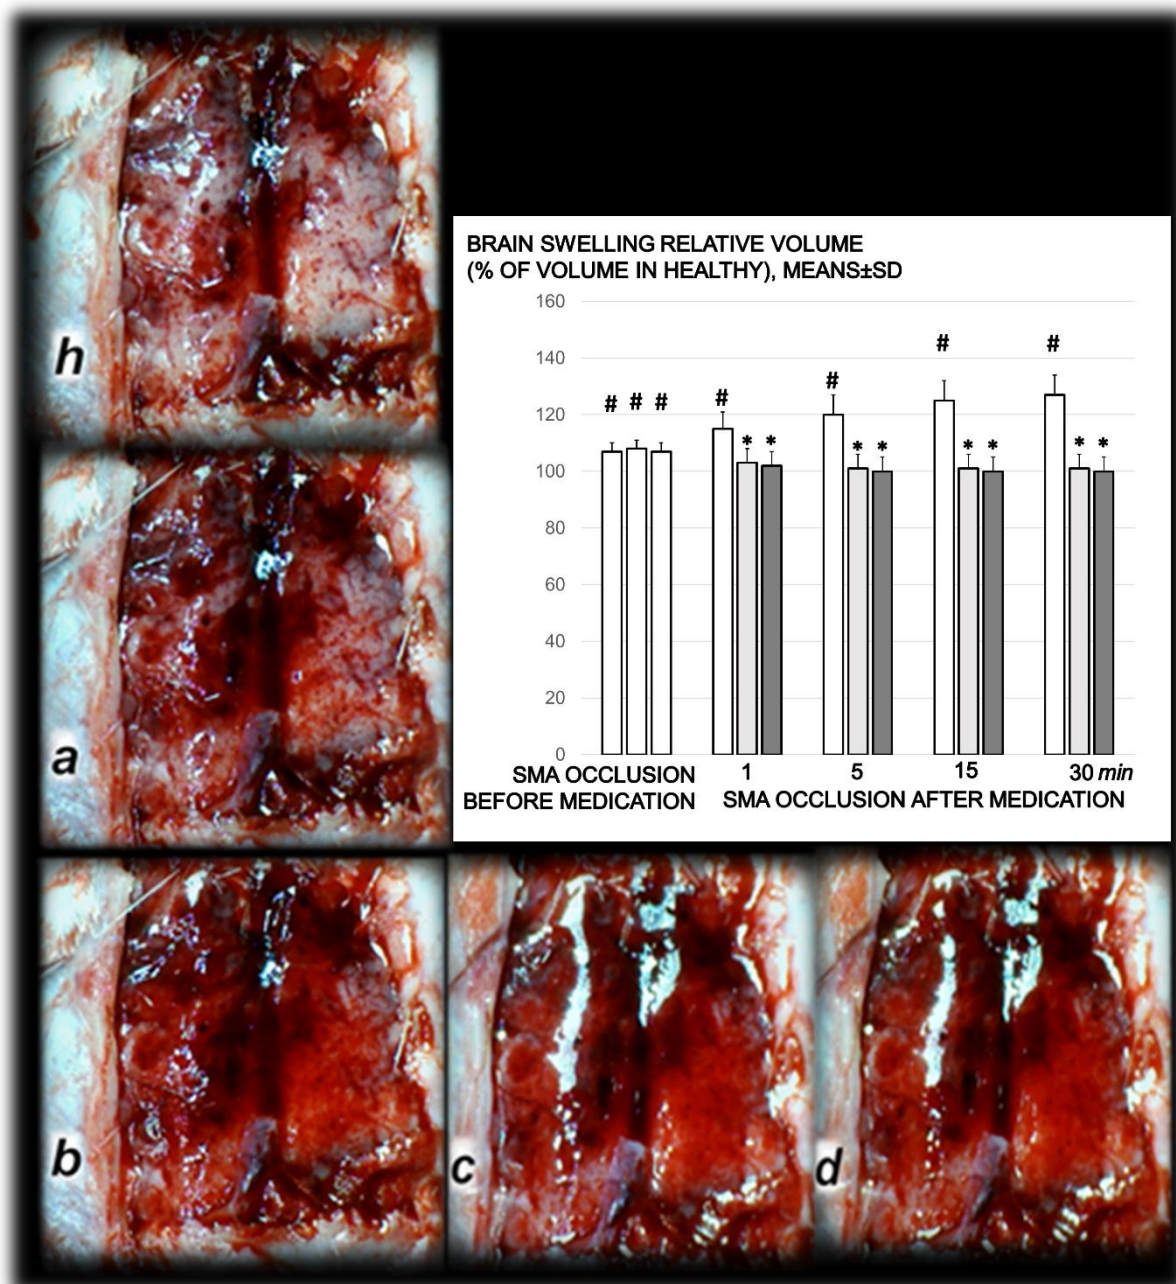 h
BRAIN SWELLING RELATIVE VOLUME
(% OF VOLUME IN HEALTHY), MEANS±SD
160
140 # #
120 # # # # #
100 * * * * * * * *
80
60
40
20
0
SMA OCCLUSION 1 5 15 30 min
BEFORE MEDICATION SMA OCCLUSION AFTER MEDICATION
a
b c d